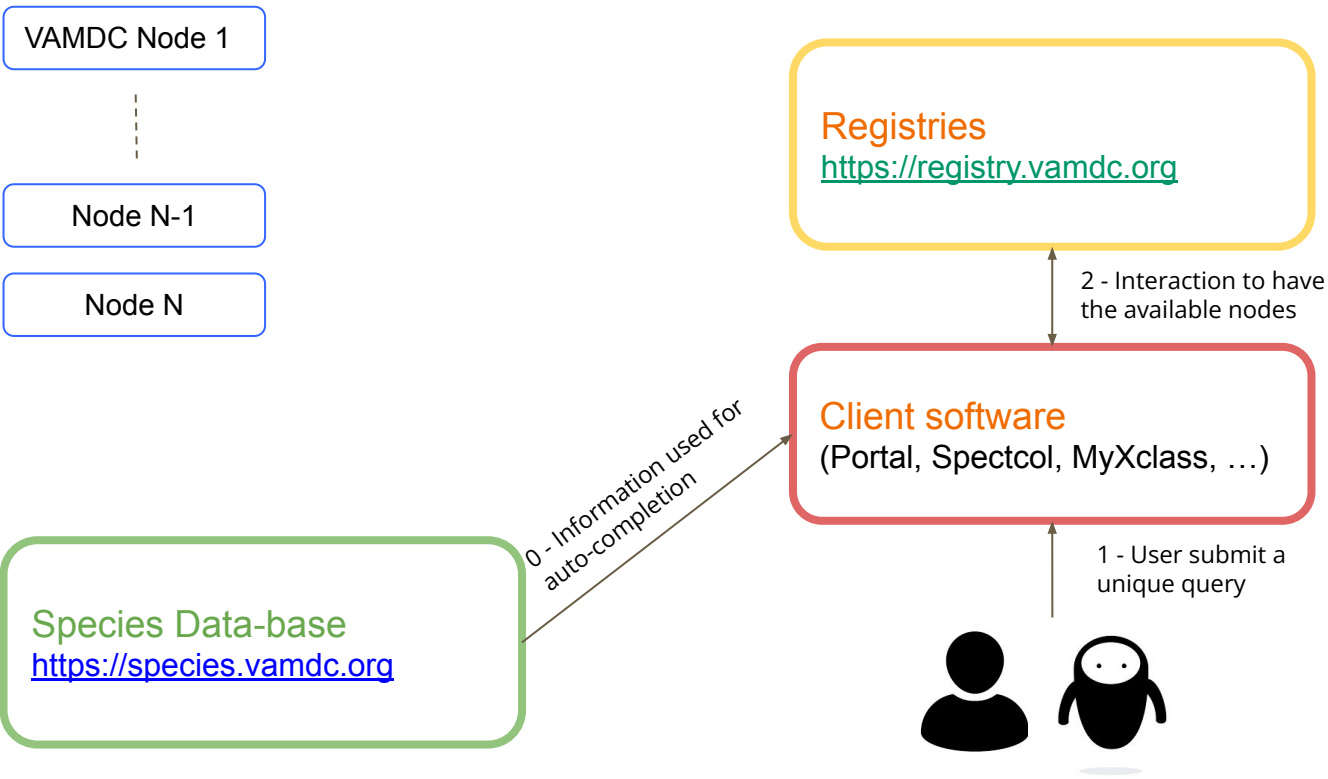 VAMDC Node 1
Node N-1
Node N
Registries
https://registry.vamdc.org
2 - Interaction to have
the available nodes
Client software
(Portal, Spectcol, MyXclass, …)
0 - Information used for
auto-completion
1 - User submit a
unique query
Species Data-base
https://species.vamdc.org